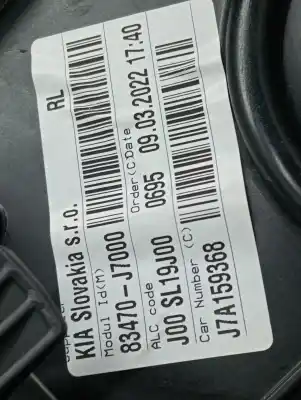 KIA Slovakia s.r.o. RL
Modul Id(M) Order(C.Date
83470-J7000 0695 09.03.2022 17:40
ALC code
J00 SL19J00
Car Number (C)
J7A159368